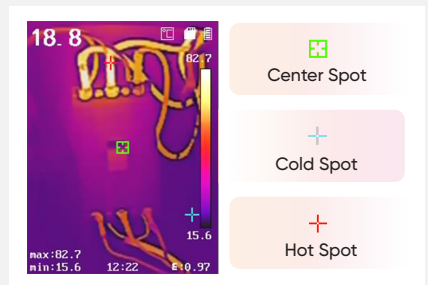 18.8
°C
82.7
Center Spot
Cold Spot
15.6
Hot Spot
max:82.7
min:15.6 12:22 E:0.97